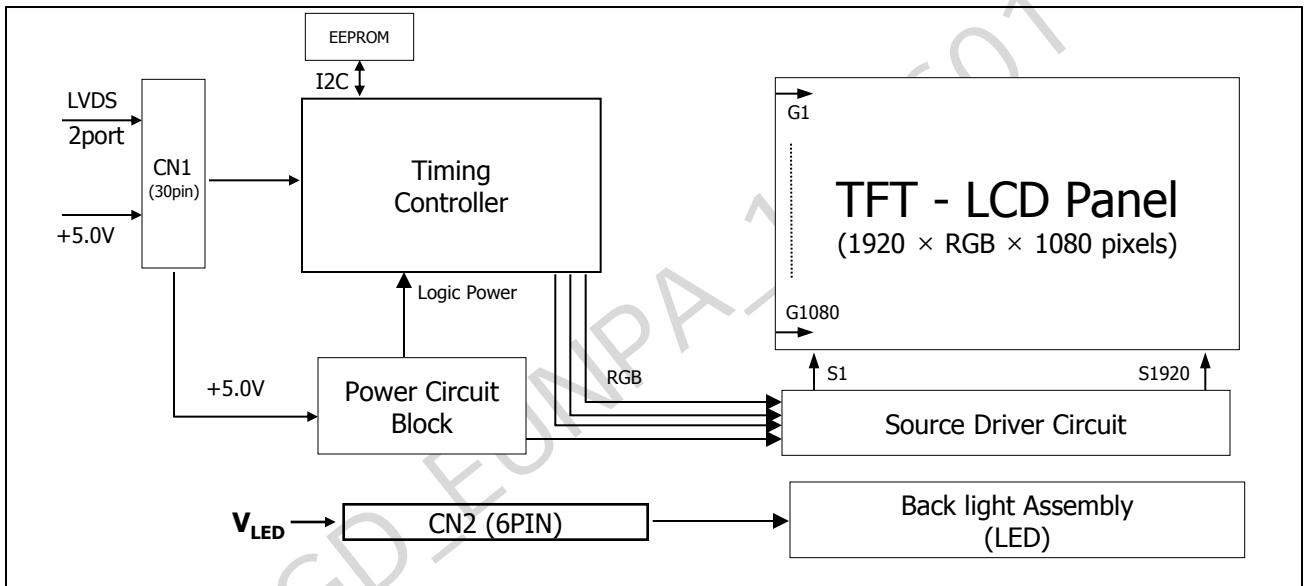 EEPROM
I2C
LVDS
2port
CN1
(30pin)
+5.0V
Timing
Controller
G1
TFT - LCD Panel
(1920 × RGB × 1080 pixels)
G1080
Logic Power
+5.0V
Power Circuit
Block
RGB
S1
S1920
Source Driver Circuit
VLED
CN2 (6PIN)
Back light Assembly
(LED)